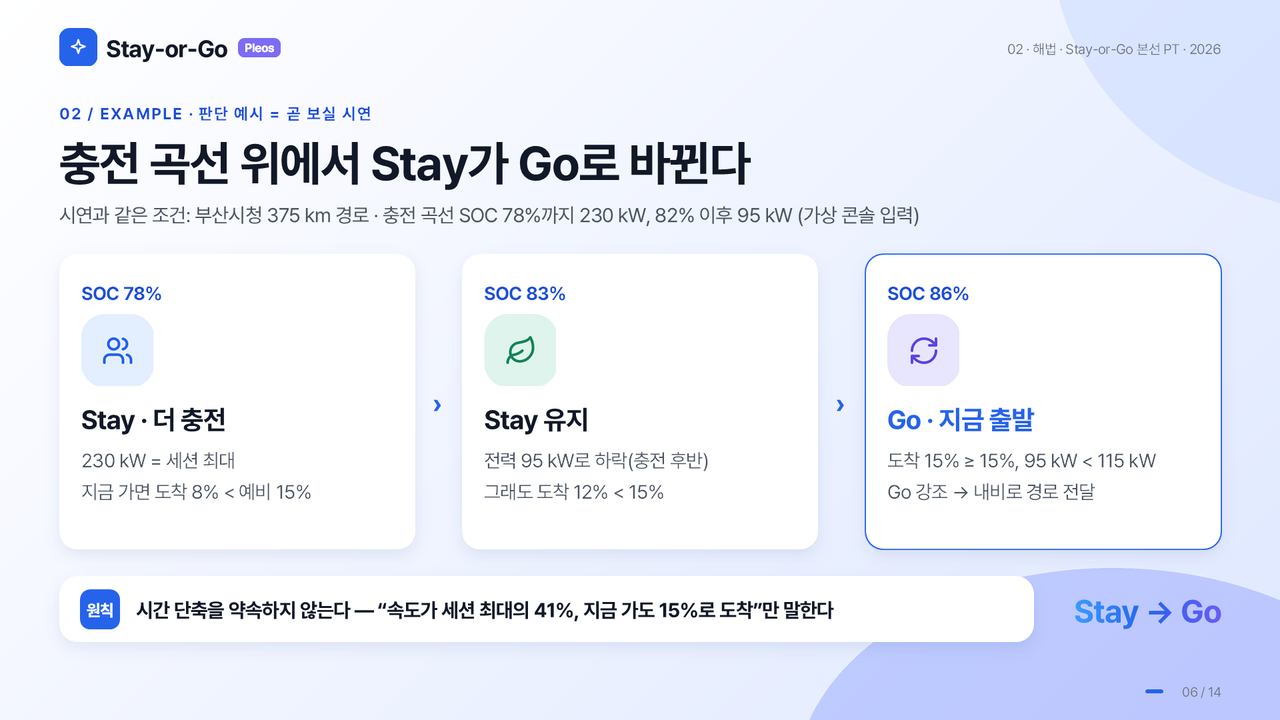 Stay-or-Go Pleos
02 · 해법 · Stay-or-Go 본선 PT · 2026
02 / EXAMPLE · 판단 예시 = 곧 보실 시연
충전 곡선 위에서 Stay가 Go로 바뀐다
시연과 같은 조건: 부산시청 375 km 경로 · 충전 곡선 SOC 78%까지 230 kW, 82% 이후 95 kW (가상 콘솔 입력)
SOC 78%
Stay · 더 충전
230 kW = 세션 최대
지금 가면 도착 8% < 예비 15%
›
SOC 83%
Stay 유지
전력 95 kW로 하락(충전 후반)
그래도 도착 12% < 15%
›
SOC 86%
Go · 지금 출발
도착 15% ≥ 15%, 95 kW < 115 kW
Go 강조 → 내비로 경로 전달
원칙 시간 단축을 약속하지 않는다 — “속도가 세션 최대의 41%, 지금 가도 15%로 도착”만 말한다
Stay → Go
06 / 14